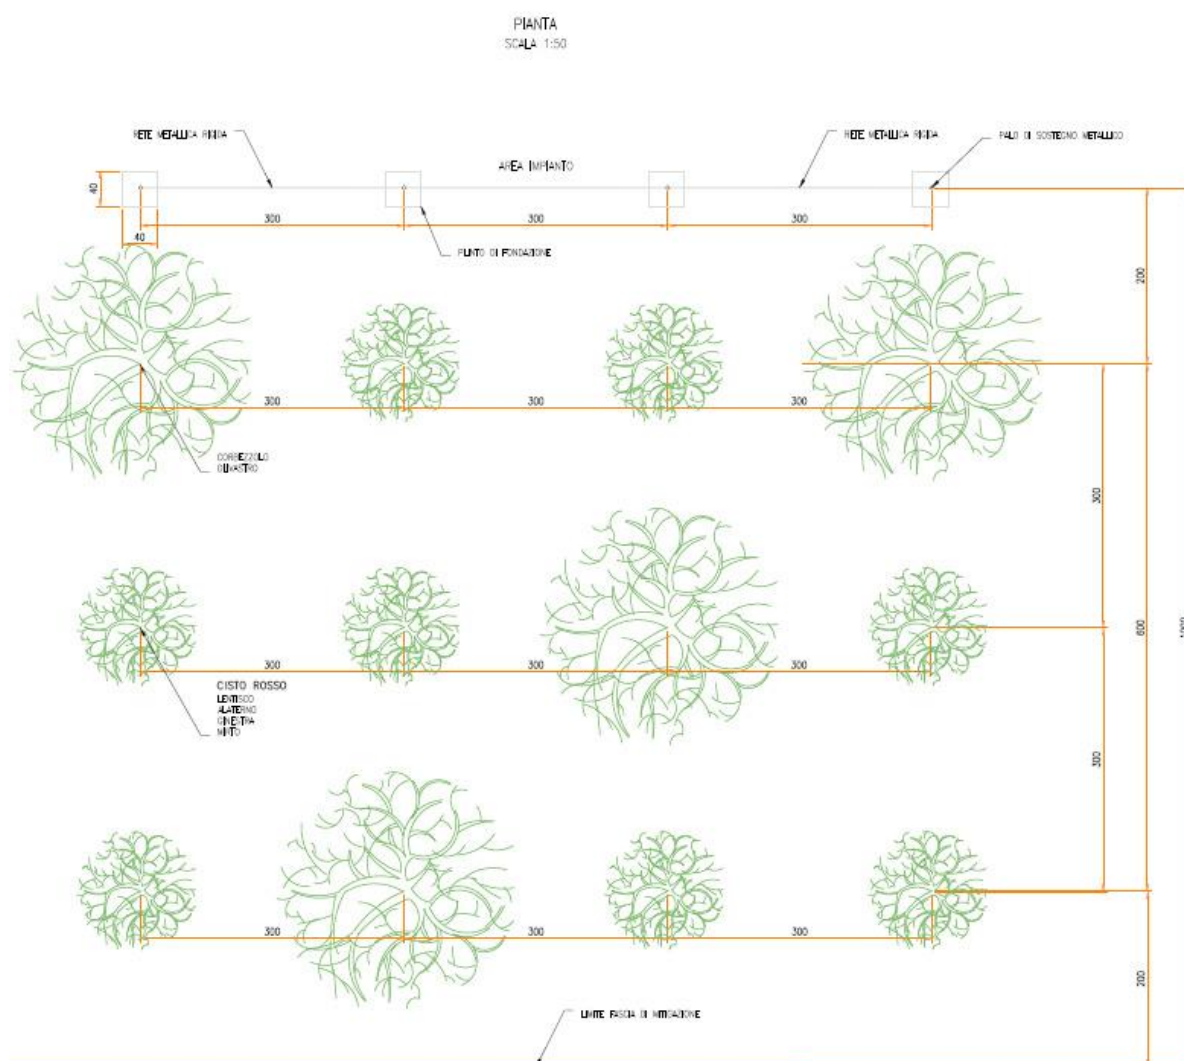 PIANTA
SCALA 1:50
RETE METALLICA RIGIDA
RETE METALLICA RIGIDA
PALO DI SOSTEGNO METALLICO
AREA IMPIANTO
40
300
300
300
40
PLINTO DI FONDAZIONE
200
300
300
300
CORBEZZOLO
OLIVASTRO
300
600
1000
300
300
300
CISTO ROSSO
LENTISCO
ALATERNO
GINESTRA
MIRTO
300
300
300
300
200
LIMITE FASCIA DI MITIGAZIONE